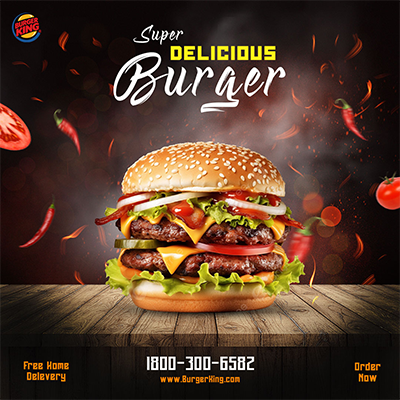 BURGER
KING
Super
DELICIOUS
Burger
Free Home
Delevery
1800-300-6582
www.BurgerKing.com
Order
Now